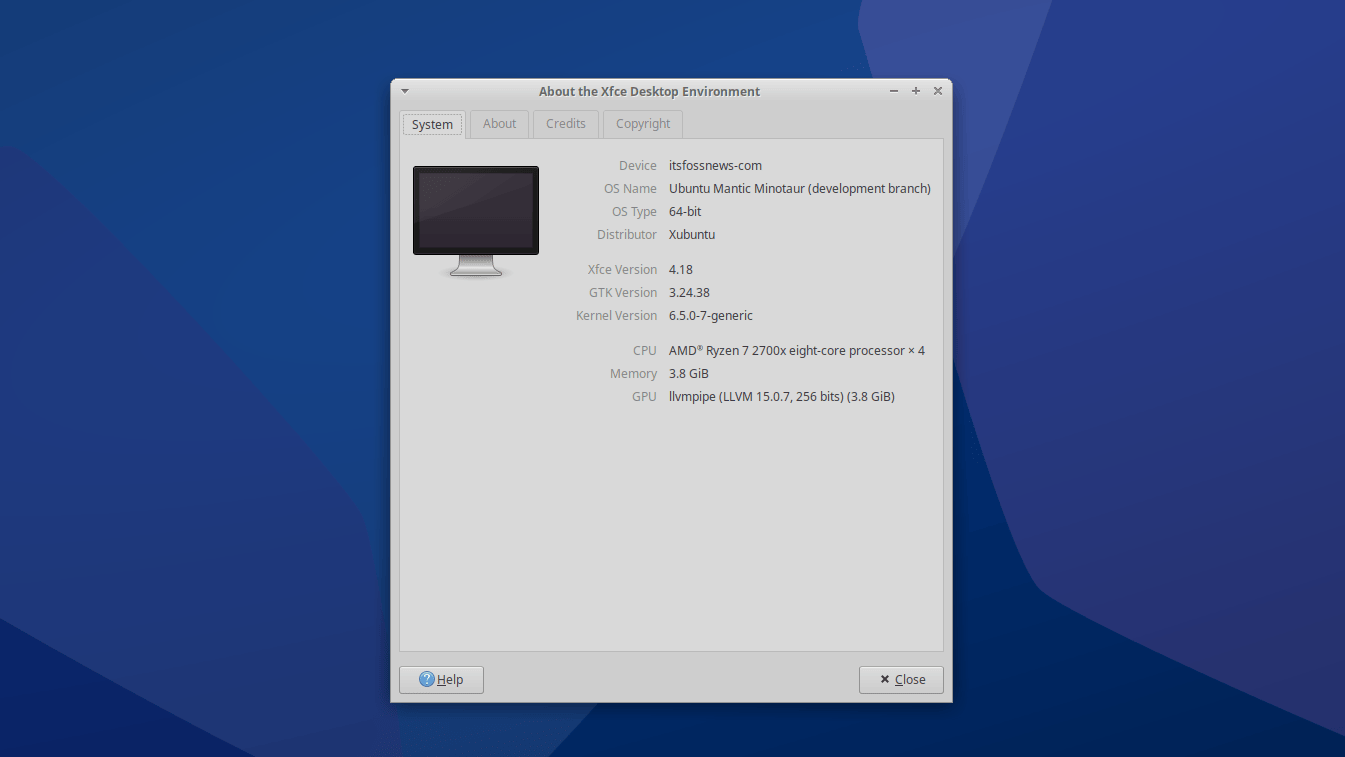 About the Xfce Desktop Environment
System About Credits Copyright
Device itsfossnews-com
OS Name Ubuntu Mantic Minotaur (development branch)
OS Type 64-bit
Distributor Xubuntu
Xfce Version 4.18
GTK Version 3.24.38
Kernel Version 6.5.0-7-generic
CPU AMD® Ryzen 7 2700x eight-core processor × 4
Memory 3.8 GiB
GPU llvmpipe (LLVM 15.0.7, 256 bits) (3.8 GiB)
Help Close